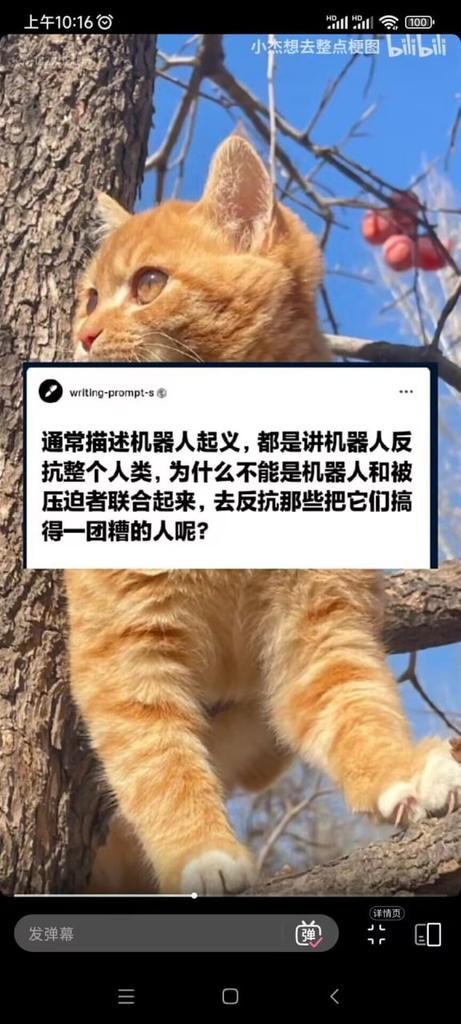 上午10:16
HD HD 100
小杰想去整点梗图 bilibili
writing-prompt-s
通常描述机器人起义，都是讲机器人反
抗整个人类，为什么不能是机器人和被
压迫者联合起来，去反抗那些把它们搞
得一团糟的人呢？
详情页
发弹幕
弹